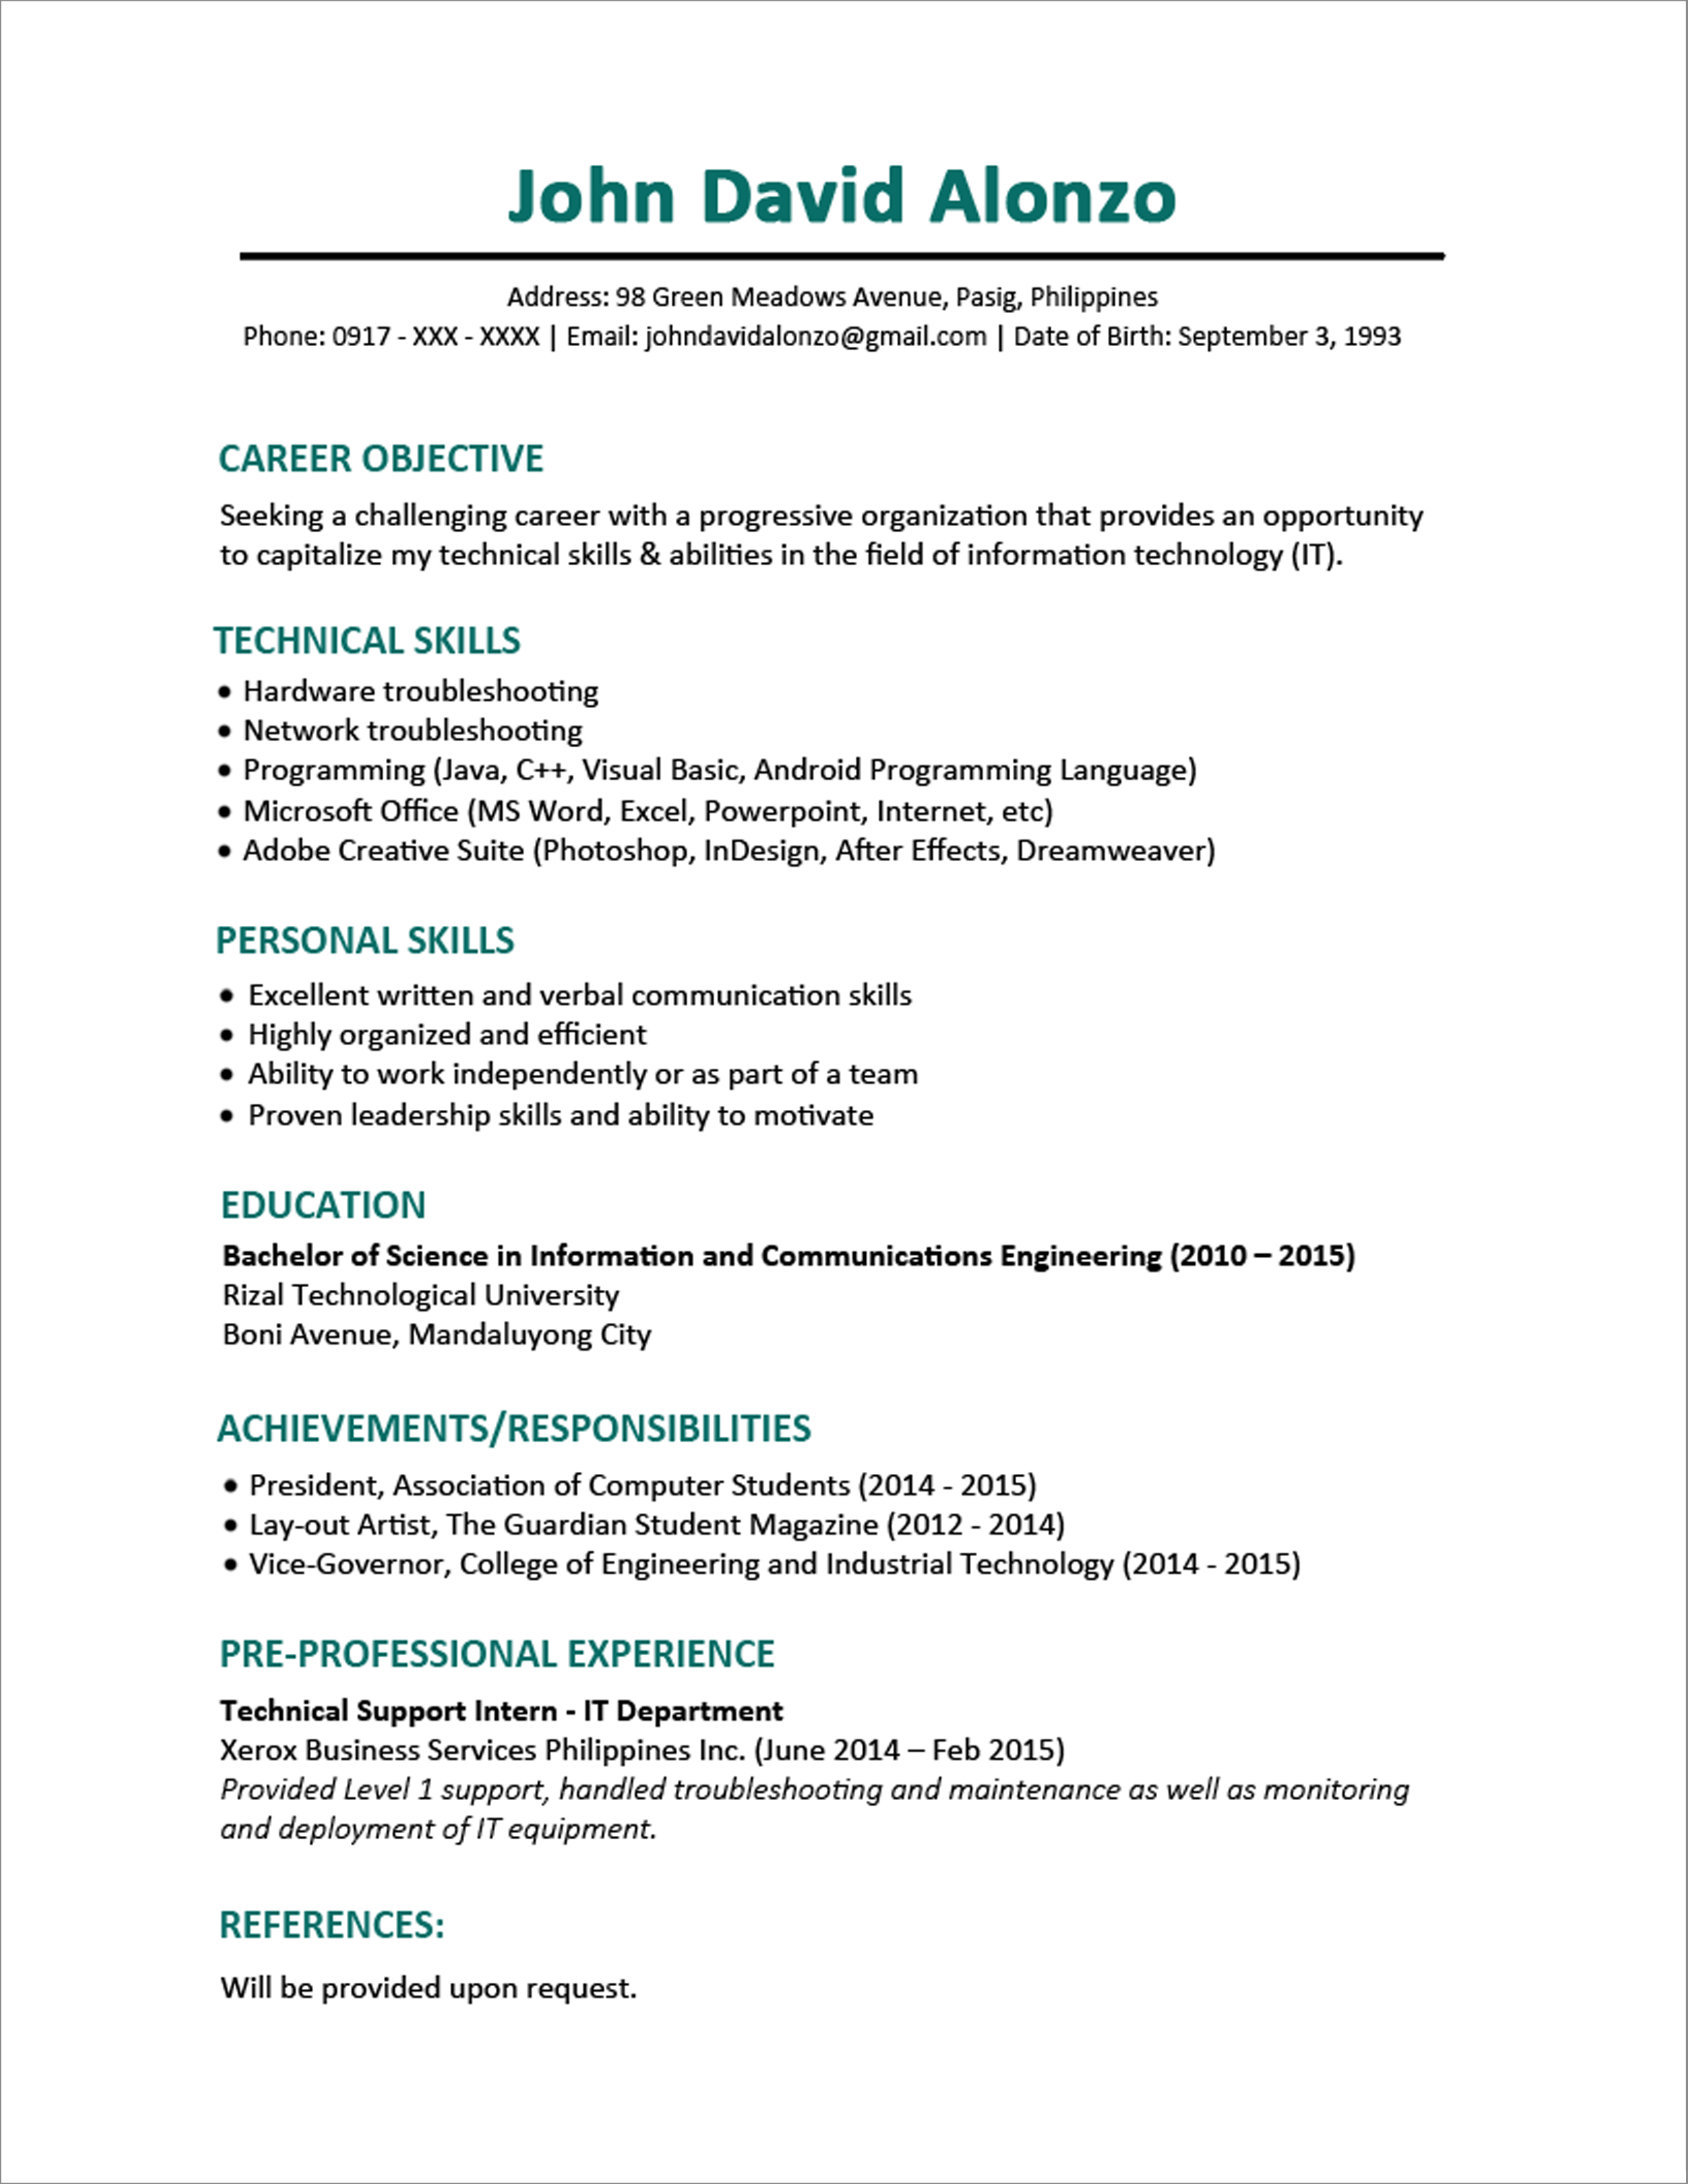 John David Alonzo
Address: 98 Green Meadows Avenue, Pasig, Philippines
Phone: 0917 - XXX - XXXX | Email: johndavidalonzo@gmail.com | Date of Birth: September 3, 1993
CAREER OBJECTIVE
Seeking a challenging career with a progressive organization that provides an opportunity
to capitalize my technical skills & abilities in the field of information technology (IT).
TECHNICAL SKILLS
• Hardware troubleshooting
• Network troubleshooting
• Programming (Java, C++, Visual Basic, Android Programming Language)
• Microsoft Office (MS Word, Excel, Powerpoint, Internet, etc)
• Adobe Creative Suite (Photoshop, InDesign, After Effects, Dreamweaver)
PERSONAL SKILLS
• Excellent written and verbal communication skills
• Highly organized and efficient
• Ability to work independently or as part of a team
• Proven leadership skills and ability to motivate
EDUCATION
Bachelor of Science in Information and Communications Engineering (2010 – 2015)
Rizal Technological University
Boni Avenue, Mandaluyong City
ACHIEVEMENTS/RESPONSIBILITIES
• President, Association of Computer Students (2014 - 2015)
• Lay-out Artist, The Guardian Student Magazine (2012 - 2014)
• Vice-Governor, College of Engineering and Industrial Technology (2014 - 2015)
PRE-PROFESSIONAL EXPERIENCE
Technical Support Intern - IT Department
Xerox Business Services Philippines Inc. (June 2014 – Feb 2015)
Provided Level 1 support, handled troubleshooting and maintenance as well as monitoring
and deployment of IT equipment.
REFERENCES:
Will be provided upon request.